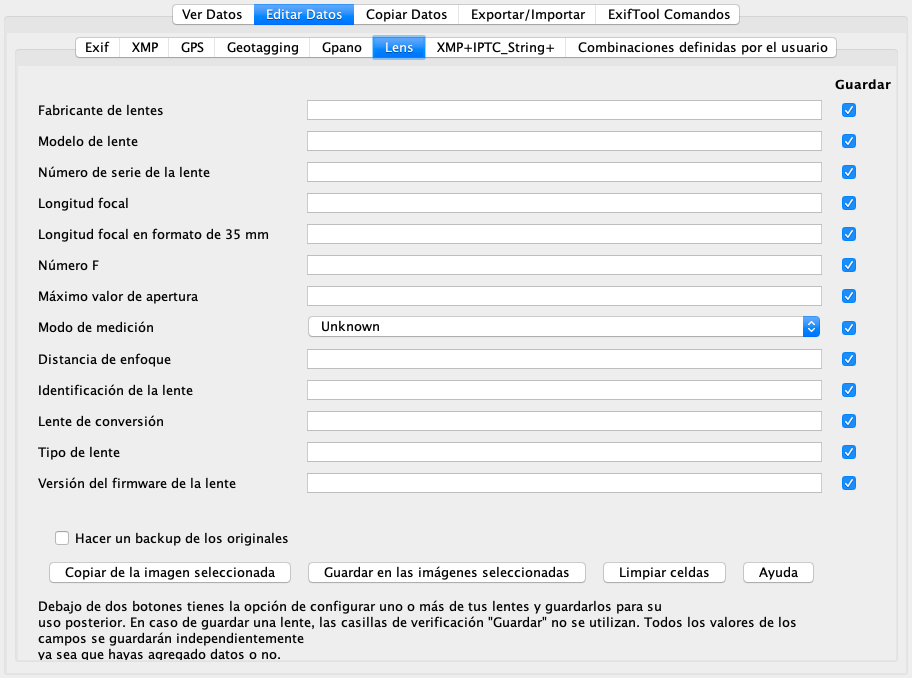 Ver Datos Editar Datos Copiar Datos Exportar/Importar ExifTool Comandos
Exif XMP GPS Geotagging Gpano Lens XMP+IPTC_String+ Combinaciones definidas por el usuario
Guardar
Fabricante de lentes
Modelo de lente
Número de serie de la lente
Longitud focal
Longitud focal en formato de 35 mm
Número F
Máximo valor de apertura
Modo de medición Unknown
Distancia de enfoque
Identificación de la lente
Lente de conversión
Tipo de lente
Versión del firmware de la lente
Hacer un backup de los originales
Copiar de la imagen seleccionada Guardar en las imágenes seleccionadas Limpiar celdas Ayuda
Debajo de dos botones tienes la opción de configurar uno o más de tus lentes y guardarlos para su
uso posterior. En caso de guardar una lente, las casillas de verificación "Guardar" no se utilizan. Todos los valores de los
campos se guardarán independientemente
ya sea que hayas agregado datos o no.